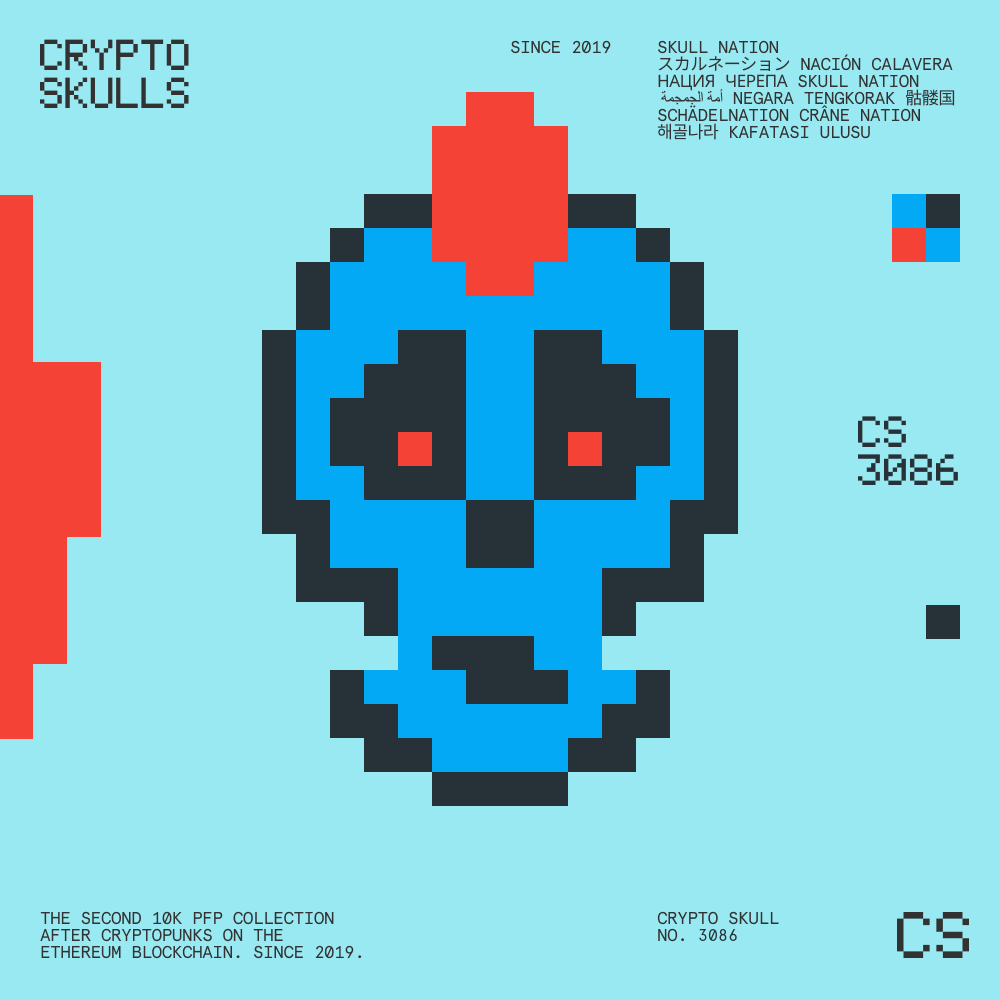 CRYPTO
SKULLS
SINCE 2019
SKULL NATION
スカルネーション NACIÓN CALAVERA
НАЦИЯ ЧЕРЕПА SKULL NATION
أمة الجمجمة NEGARA TENGKORAK 骷髅国
SCHÄDELNATION CRÂNE NATION
해골나라 KAFATASI ULUSU
CS
3086
THE SECOND 10K PFP COLLECTION
AFTER CRYPTOPUNKS ON THE
ETHEREUM BLOCKCHAIN. SINCE 2019.
CRYPTO SKULL
NO. 3086
CS